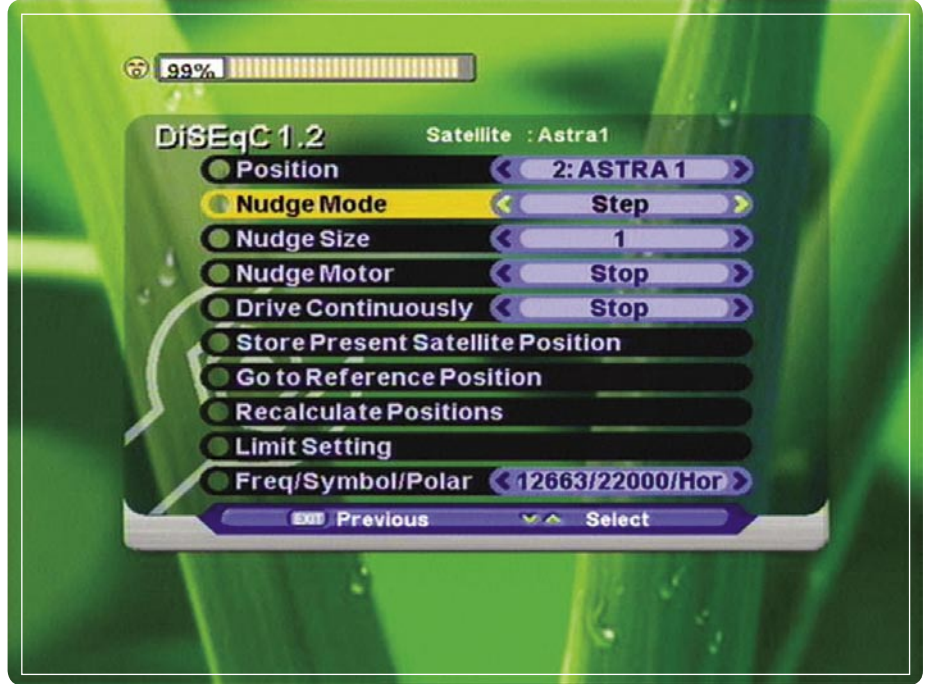 99%
DiSEqC 1.2 Satellite : Astra1
Position 2: ASTRA 1
Nudge Mode Step
Nudge Size 1
Nudge Motor Stop
Drive Continuously Stop
Store Present Satellite Position
Go to Reference Position
Recalculate Positions
Limit Setting
Freq/Symbol/Polar 12663/22000/Hor
EXIT Previous Select